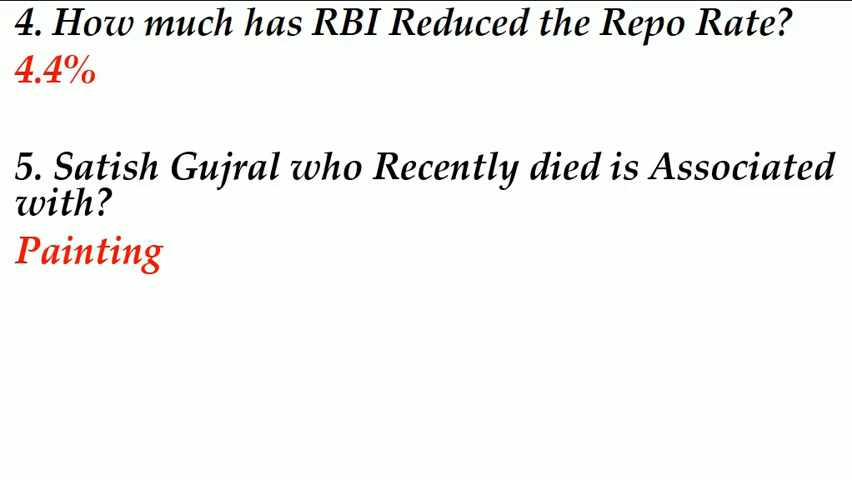 4. How much has RBI Reduced the Repo Rate?
4.4%
5. Satish Gujral who Recently died is Associated
with?
Painting